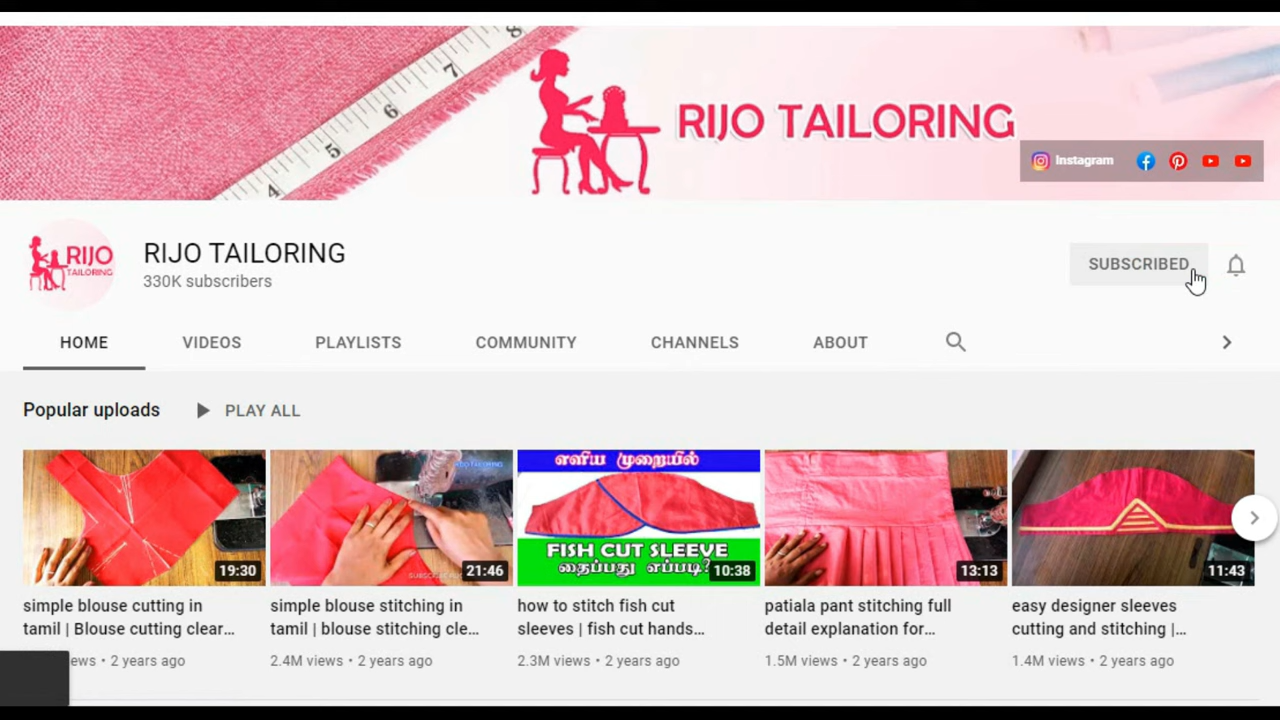 8
7
6
5
4
RIJO TAILORING
Instagram
RIJO
TAILORING
RIJO TAILORING
330K subscribers
SUBSCRIBED
HOME
VIDEOS
PLAYLISTS
COMMUNITY
CHANNELS
ABOUT
Popular uploads
PLAY ALL
19:30
21:46
எளிய முறையில்
FISH CUT SLEEVE
தைப்பது எப்படி?
10:38
13:13
11:43
simple blouse cutting in
tamil | Blouse cutting clear...
2 years ago
simple blouse stitching in
tamil | blouse stitching cle...
2.4M views • 2 years ago
how to stitch fish cut
sleeves | fish cut hands...
2.3M views • 2 years ago
patiala pant stitching full
detail explanation for...
1.5M views • 2 years ago
easy designer sleeves
cutting and stitching |...
1.4M views • 2 years ago